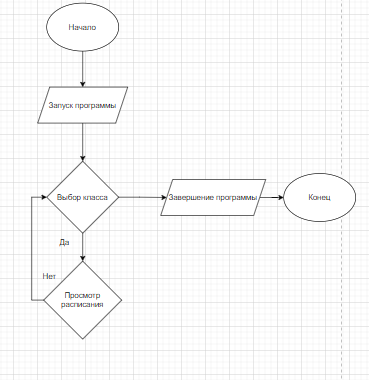 Начало
Запуск программы
Выбор класса
Завершение программы
Конец
Да
Нет
Просмотр
расписания